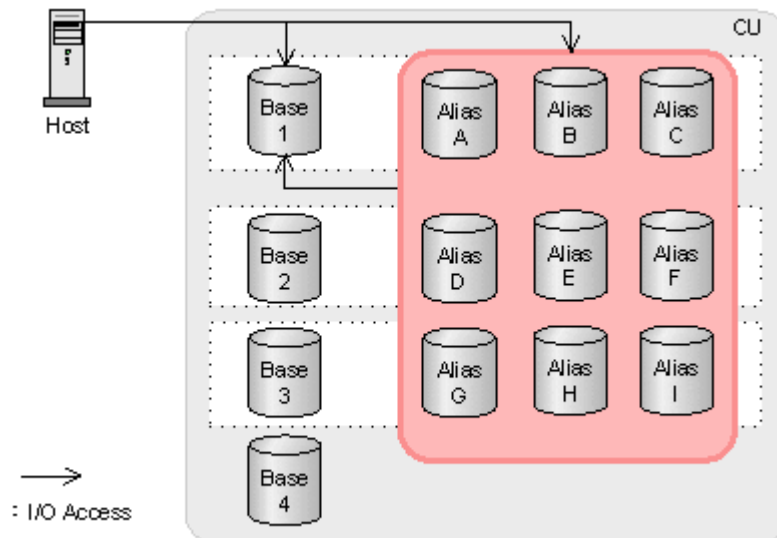 CU
Host
Base
1
Alias
A
Alias
B
Alias
C
Base
2
Alias
D
Alias
E
Alias
F
Base
3
Alias
G
Alias
H
Alias
I
Base
4
: I/O Access